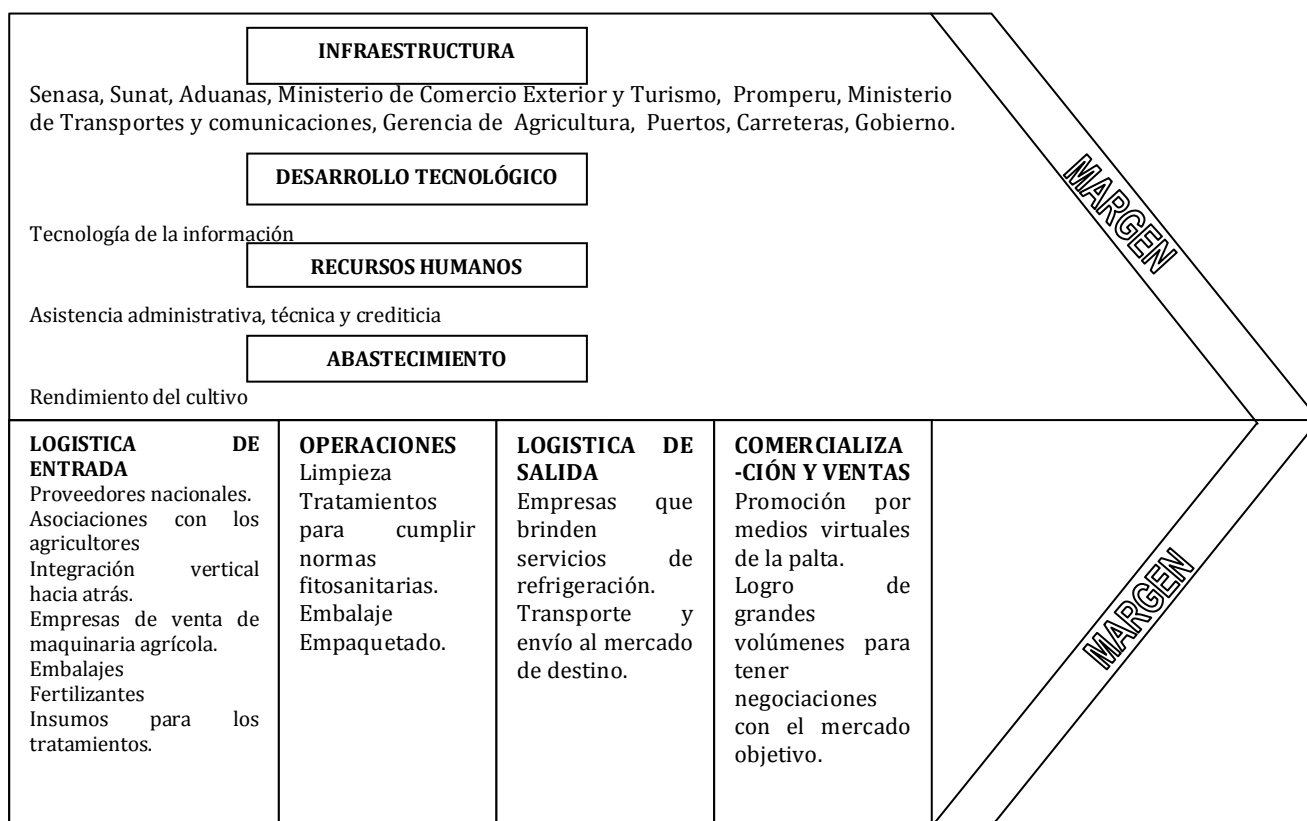 INFRAESTRUCTURA
Senasa, Sunat, Aduanas, Ministerio de Comercio Exterior y Turismo, Promperu, Ministerio
de Transportes y comunicaciones, Gerencia de Agricultura, Puertos, Carreteras, Gobierno.
DESARROLLO TECNOLÓGICO
Tecnología de la información
RECURSOS HUMANOS
Asistencia administrativa, técnica y crediticia
ABASTECIMIENTO
Rendimiento del cultivo
MARGEN
LOGISTICA DE
ENTRADA
Proveedores nacionales.
Asociaciones con los
agricultores
Integración vertical
hacia atrás.
Empresas de venta de
maquinaria agrícola.
Embalajes
Fertilizantes
Insumos para los
tratamientos.
OPERACIONES
Limpieza
Tratamientos
para cumplir
normas
fitosanitarias.
Embalaje
Empaquetado.
LOGISTICA DE
SALIDA
Empresas que
brinden
servicios de
refrigeración.
Transporte y
envío al mercado
de destino.
COMERCIALIZA
-CIÓN Y VENTAS
Promoción por
medios virtuales
de la palta.
Logro de
grandes
volúmenes para
tener
negociaciones
con el mercado
objetivo.
MARGEN